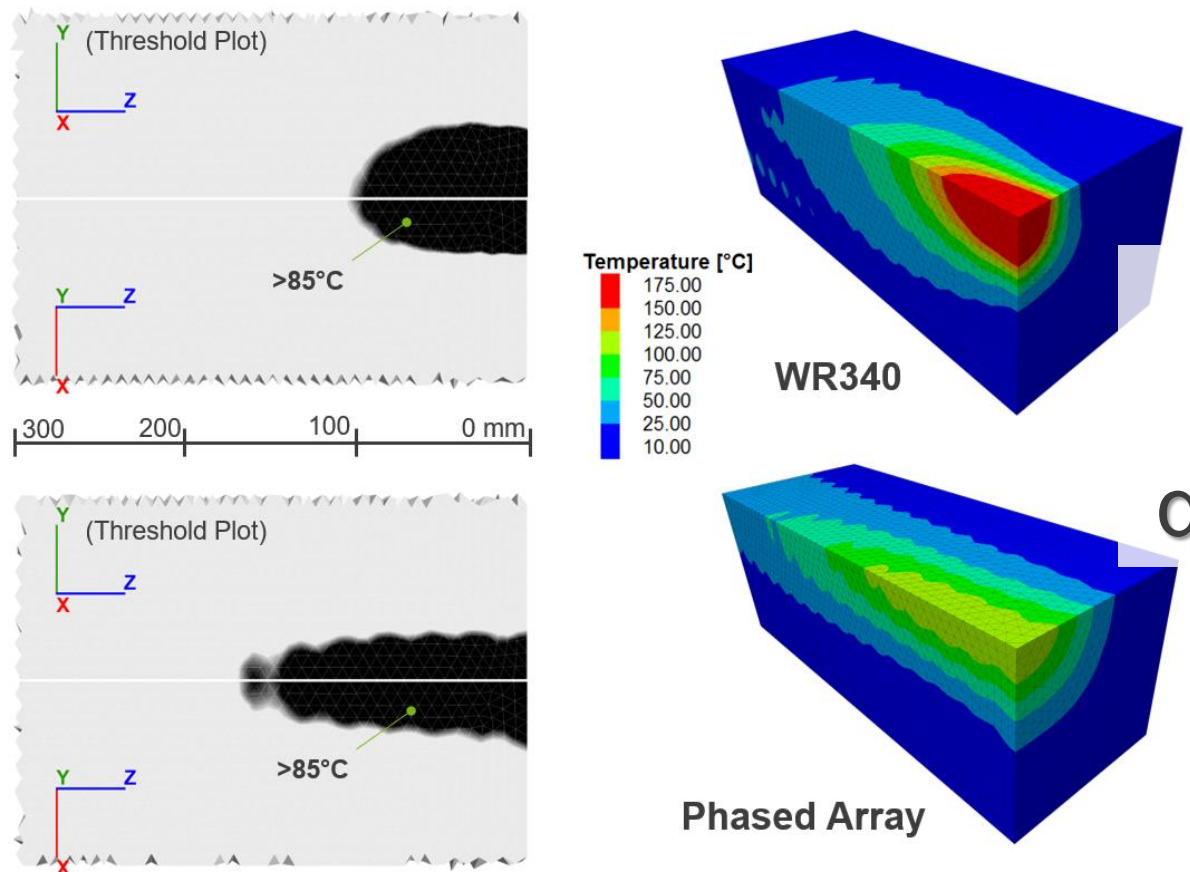 Y
(Threshold Plot)
Z
X
>85°C
Y
Z
X
300 200 100 0 mm
Y
(Threshold Plot)
Z
X
>85°C
Y
Z
X
Temperature [°C]
175.00
150.00
125.00
100.00
75.00
50.00
25.00
10.00
WR340
Phased Array